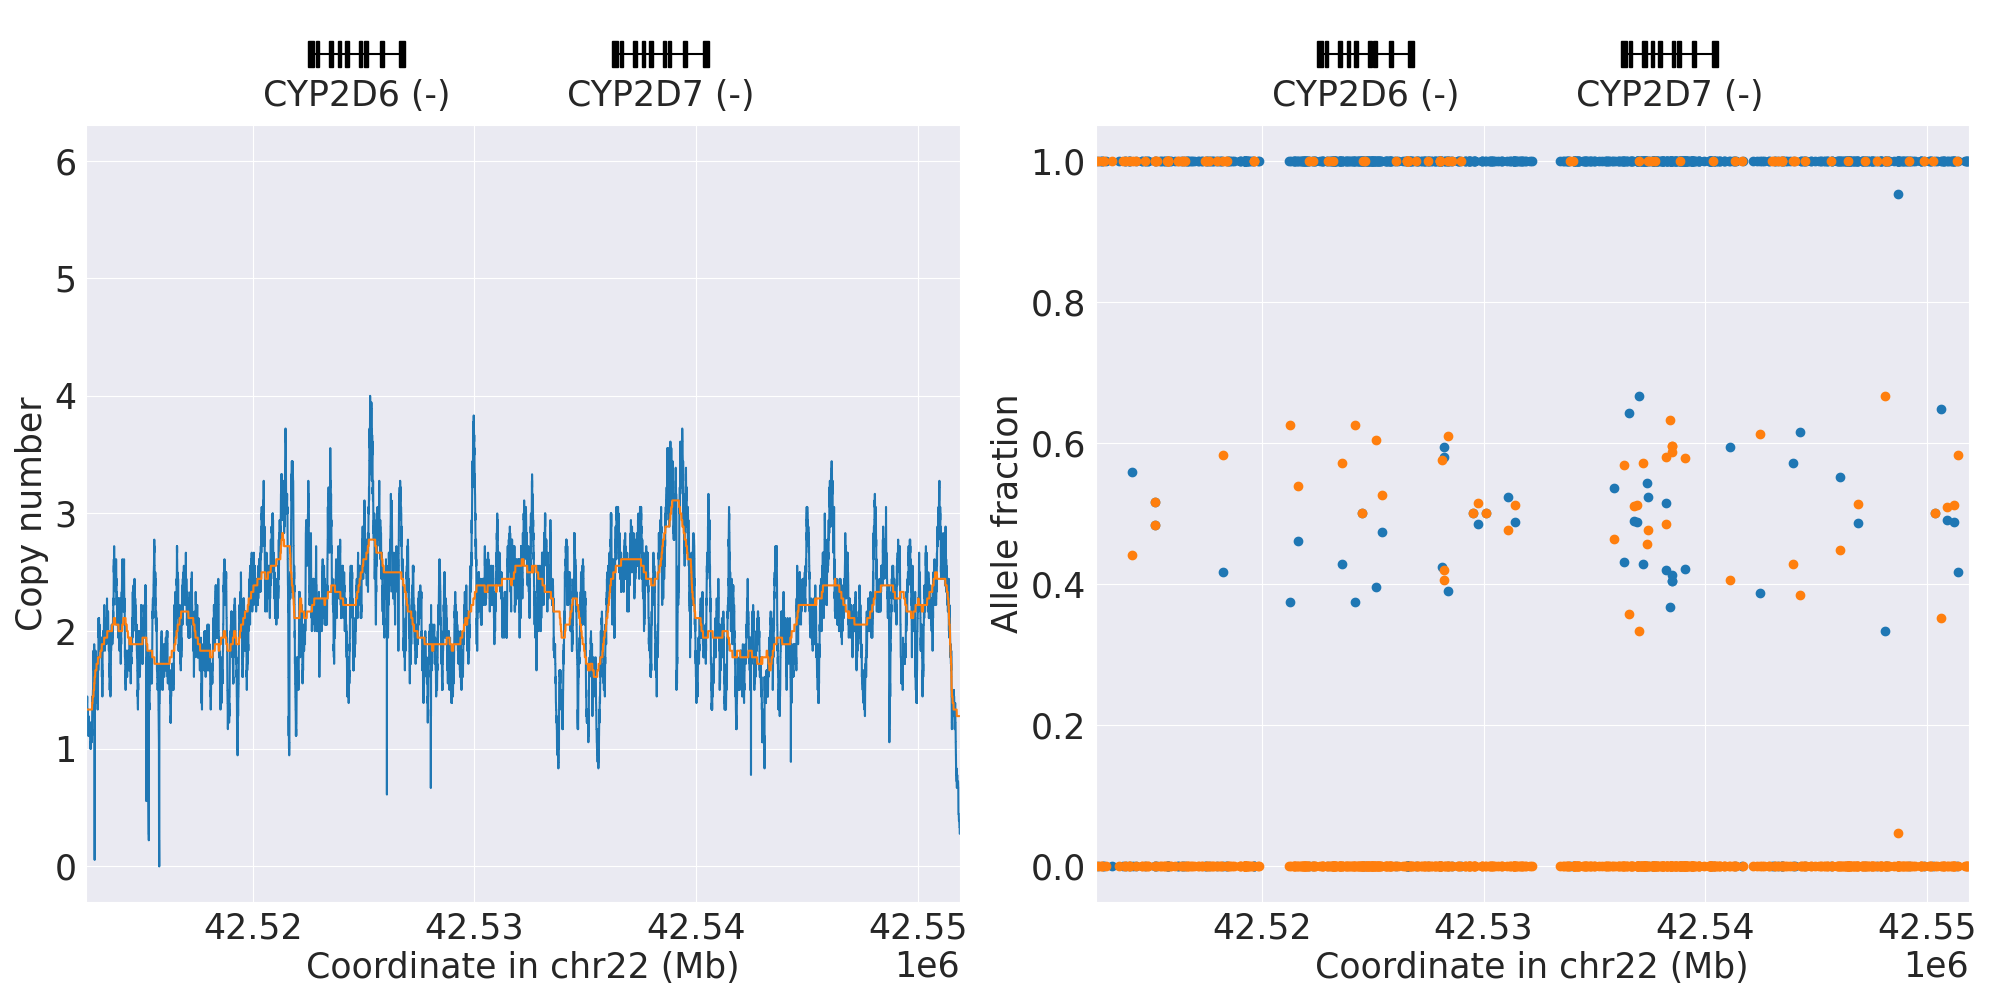 CYP2D6 (-) CYP2D7 (-)
6
5
4
3
2
1
0
Copy number
42.52 42.53 42.54 42.55
Coordinate in chr22 (Mb) 1e6
CYP2D6 (-) CYP2D7 (-)
1.0
0.8
0.6
0.4
0.2
0.0
Allele fraction
42.52 42.53 42.54 42.55
Coordinate in chr22 (Mb) 1e6